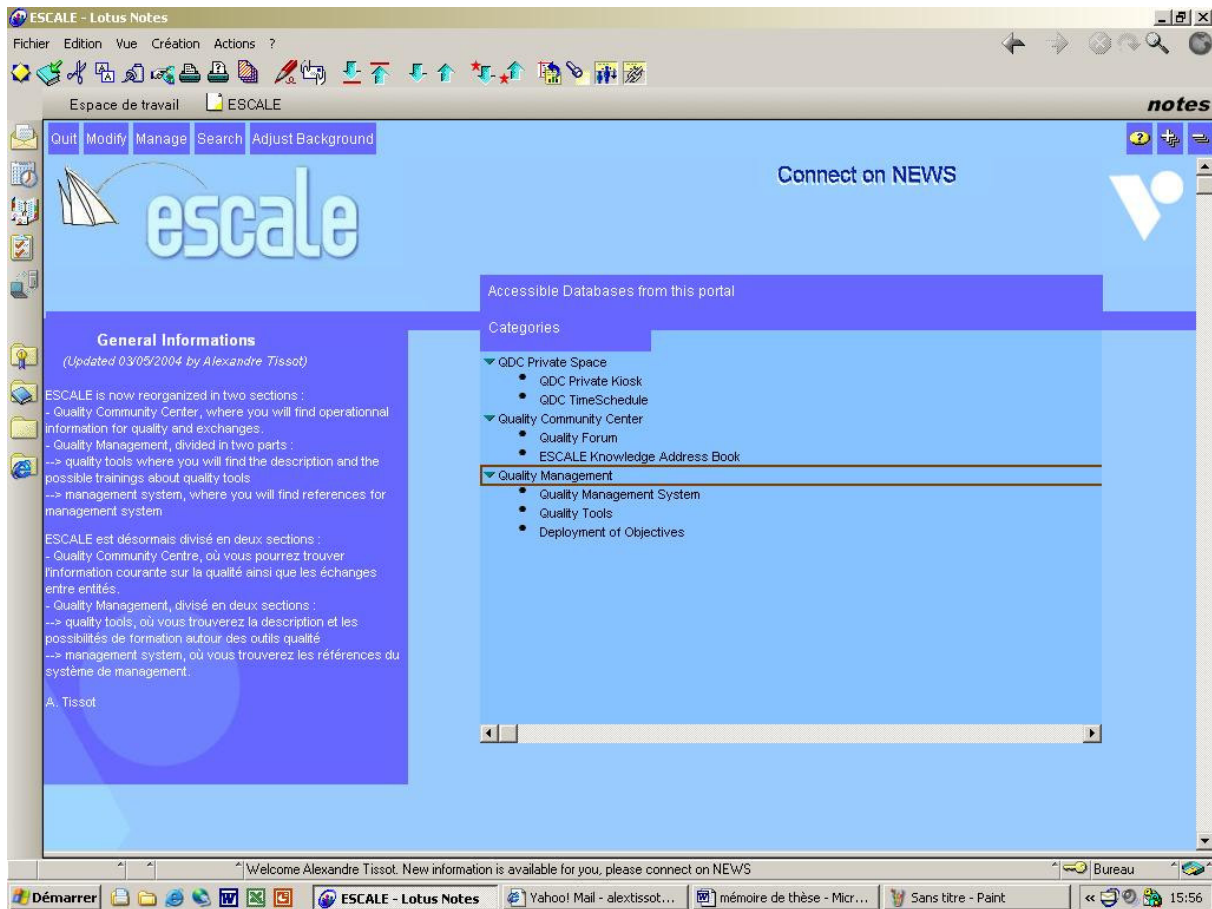 ESCALE - Lotus Notes
Fichier Edition Vue Création Actions ?
Espace de travail ESCALE notes
Quit Modify Manage Search Adjust Background
escale
Connect on NEWS
Accessible Databases from this portal
Categories
General Informations
(Updated 03/05/2004 by Alexandre Tissot)
ESCALE is now reorganized in two sections :
- Quality Community Center, where you will find operationnal
information for quality and exchanges.
- Quality Management, divided in two parts :
--> quality tools where you will find the description and the
possible trainings about quality tools
--> management system, where you will find references for
management system
ESCALE est désormais divisé en deux sections :
- Quality Community Centre, où vous pourrez trouver
l'information courante sur la qualité ainsi que les échanges
entre entités.
- Quality Management, divisé en deux sections :
--> quality tools, où vous trouverez la description et les
possibilités de formation autour des outils qualité
--> management system, où vous trouverez les références du
système de management.
A. Tissot
QDC Private Space
QDC Private Kiosk
QDC TimeSchedule
Quality Community Center
Quality Forum
ESCALE Knowledge Address Book
Quality Management
Quality Management System
Quality Tools
Deployment of Objectives
Welcome Alexandre Tissot. New information is available for you, please connect on NEWS
Bureau
Démarrer ESCALE - Lotus Notes Yahoo! Mail - alextissot... mémoire de thèse - Micr... Sans titre - Paint « 15:56